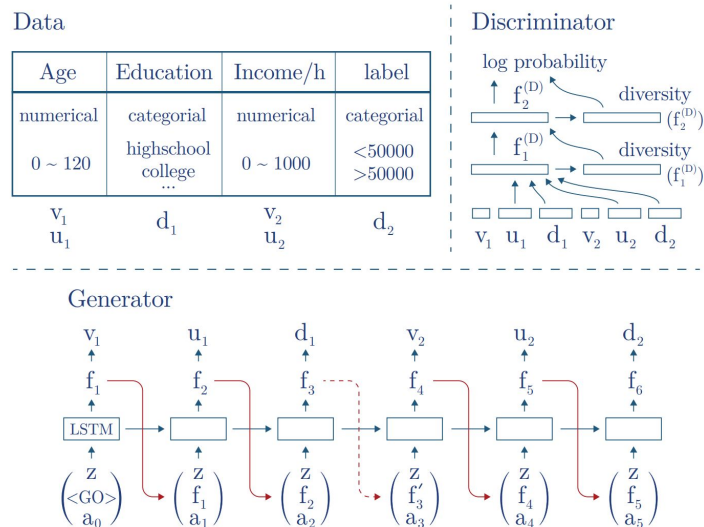 Data
Age Education Income/h label
numerical categorial numerical categorial
0 ~ 120 highschool college ... 0 ~ 1000 <50000 >50000
v₁ d₁ v₂ d₂
u₁ u₂
Discriminator
log probability
f₂⁽ᴰ⁾ diversity
(f₂⁽ᴰ⁾)
f₁⁽ᴰ⁾ diversity
(f₁⁽ᴰ⁾)
v₁ u₁ d₁ v₂ u₂ d₂
Generator
v₁ u₁ d₁ v₂ u₂ d₂
f₁ f₂ f₃ f₄ f₅ f₆
LSTM
z z z z z z
<GO> f₁ f₂ f₃′ f₄ f₅
a₀ a₁ a₂ a₃ a₄ a₅